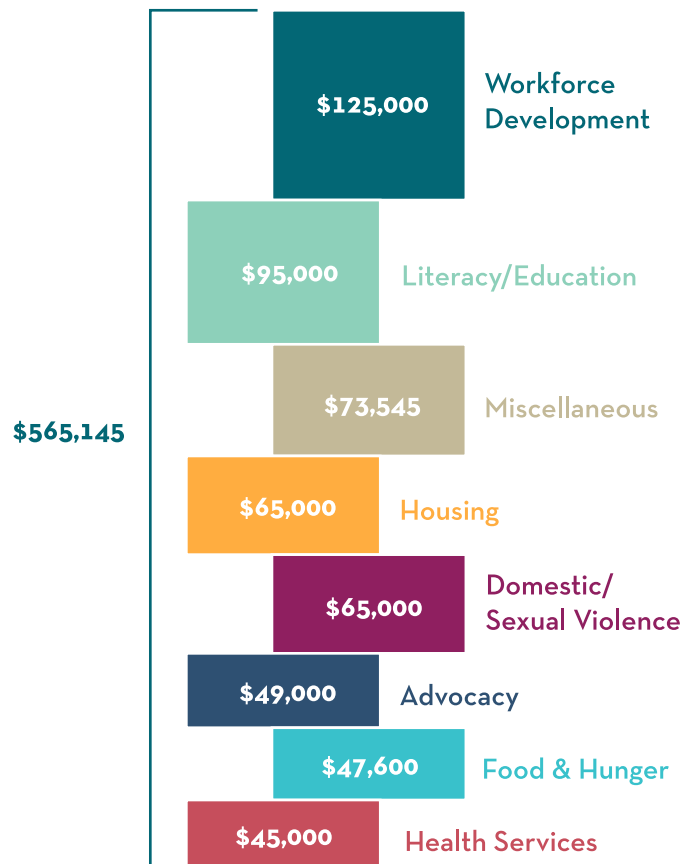 $125,000
Workforce
Development
$95,000
Literacy/Education
$73,545
Miscellaneous
$565,145
$65,000
Housing
$65,000
Domestic/
Sexual Violence
$49,000
Advocacy
$47,600
Food & Hunger
$45,000
Health Services